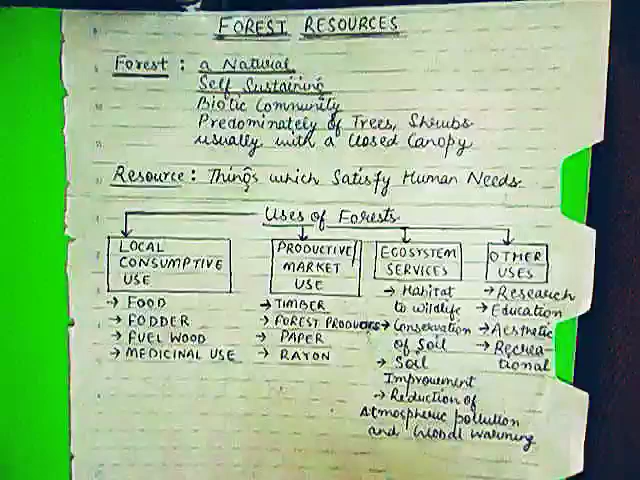 FOREST RESOURCES
Forest : a Natural
Self Sustaining
Biotic Community
Predominately of Trees, Shrubs
usually with a Closed Canopy
Resource : Things which Satisfy Human Needs.
Uses of Forests
LOCAL
CONSUMPTIVE
USE
→ FOOD
→ FODDER
→ FUEL WOOD
→ MEDICINAL USE
PRODUCTIVE/
MARKET
USE
→ TIMBER
→ FOREST PRODUCTS
→ PAPER
→ RAYON
ECOSYSTEM
SERVICES
→ Habitat
to wildlife
→ Conservation
of Soil
→ Soil
Improvement
→ Reduction of
Atmospheric pollution
and Global warming
OTHER
USES
→ Research
→ Education
→ Aesthetic
→ Recrea-
tional